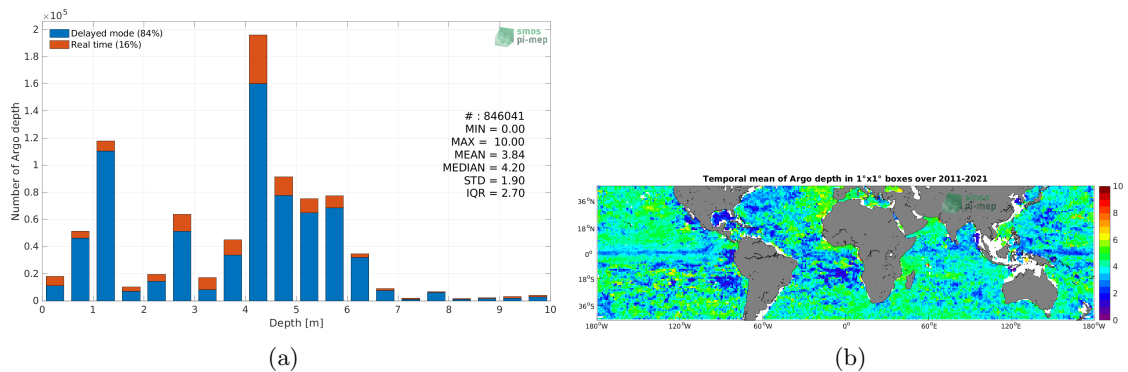 ×10⁵
2
1.8
1.6
1.4
1.2
1
0.8
0.6
0.4
0.2
0
Number of Argo depth
Delayed mode (84%)
Real time (16%)
smos
pi-mep
# : 846041
MIN = 0.00
MAX = 10.00
MEAN = 3.84
MEDIAN = 4.20
STD = 1.90
IQR = 2.70
0 1 2 3 4 5 6 7 8 9 10
Depth [m]
(a)
Temporal mean of Argo depth in 1°x1° boxes over 2011-2021
smos
pi-mep
36°N
18°N
0°
18°S
36°S
180°W 120°W 60°W 0° 60°E 120°E 180°W
10
8
6
4
2
0
(b)